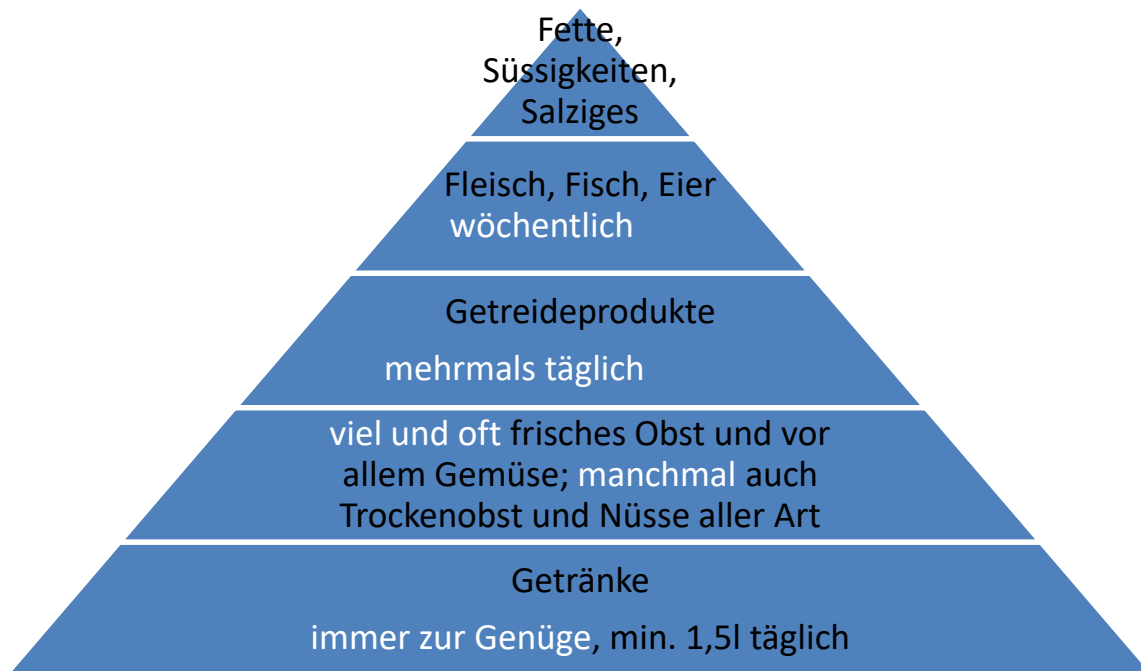 Fette,
Süssigkeiten,
Salziges
Fleisch, Fisch, Eier
wöchentlich
Getreideprodukte
mehrmals täglich
viel und oft frisches Obst und vor
allem Gemüse; manchmal auch
Trockenobst und Nüsse aller Art
Getränke
immer zur Genüge, min. 1,5l täglich